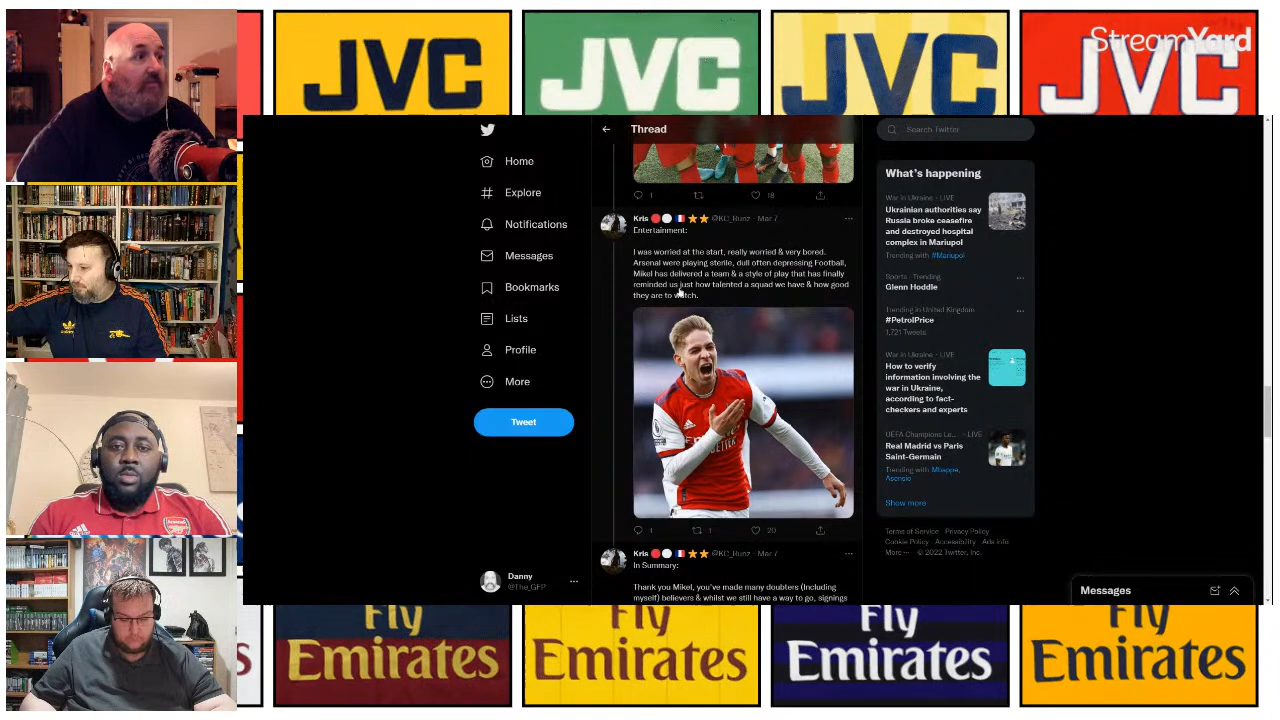 JVC
JVC
JVC
JVC
StreamYard
Thread
Search Twitter
Home
Explore
Notifications
Messages
Bookmarks
Lists
Profile
More
Tweet
Danny
@The_GFP
1
18
Kris @KC_Runz · Mar 7
Entertainment:
I was worried at the start, really worried & very bored.
Arsenal were playing sterile, dull often depressing Football,
Mikel has delivered a team & a style of play that has finally
reminded us just how talented a squad we have & how good
they are to watch.
1
1
20
Kris @KC_Runz · Mar 7
In Summary:
Thank you Mikel, you've made many doubters (Including
myself) believers & whilst we still have a way to go, signings
What's happening
War in Ukraine · LIVE
Ukrainian authorities say
Russia broke ceasefire
and destroyed hospital
complex in Mariupol
Trending with #Mariupol
Sports · Trending
Glenn Hoddle
Trending in United Kingdom
#PetrolPrice
1,721 Tweets
War in Ukraine · LIVE
How to verify
information involving the
war in Ukraine,
according to fact-
checkers and experts
UEFA Champions Le... · LIVE
Real Madrid vs Paris
Saint-Germain
Trending with Mbappe,
Asensio
Show more
Terms of Service Privacy Policy
Cookie Policy Accessibility Ads info
More ··· © 2022 Twitter, Inc.
Messages
Fly
Emirates
Fly
Emirates
Fly
Emirates
Fly
Emirates